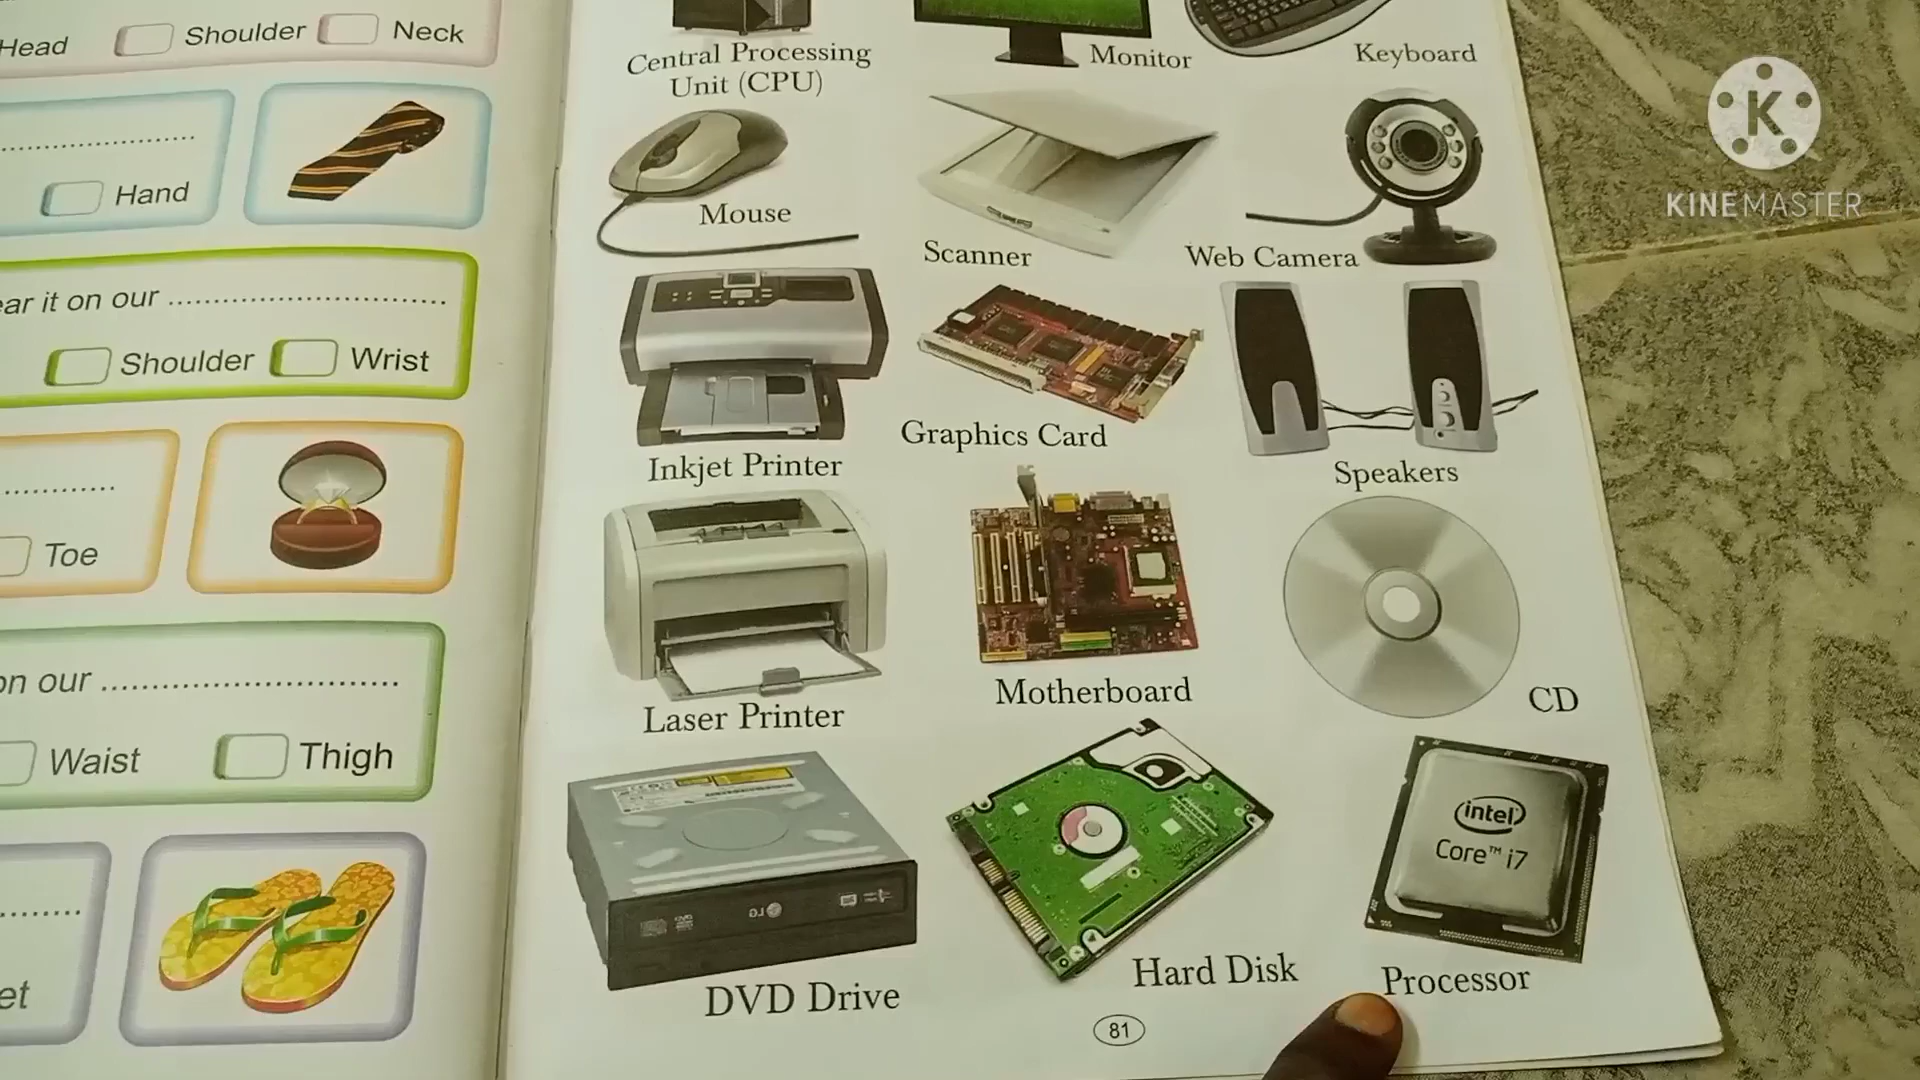 Head
Shoulder
Neck
....................
Hand
ear it on our ..............................
Shoulder
Wrist
............
Toe
on our ................................
Waist
Thigh
.........
et
Central Processing
Unit (CPU)
Monitor
Keyboard
Mouse
Scanner
Web Camera
Inkjet Printer
Graphics Card
Speakers
Laser Printer
Motherboard
CD
LG
DVD Drive
Hard Disk
intel
Core™ i7
Processor
81
K
KINEMASTER